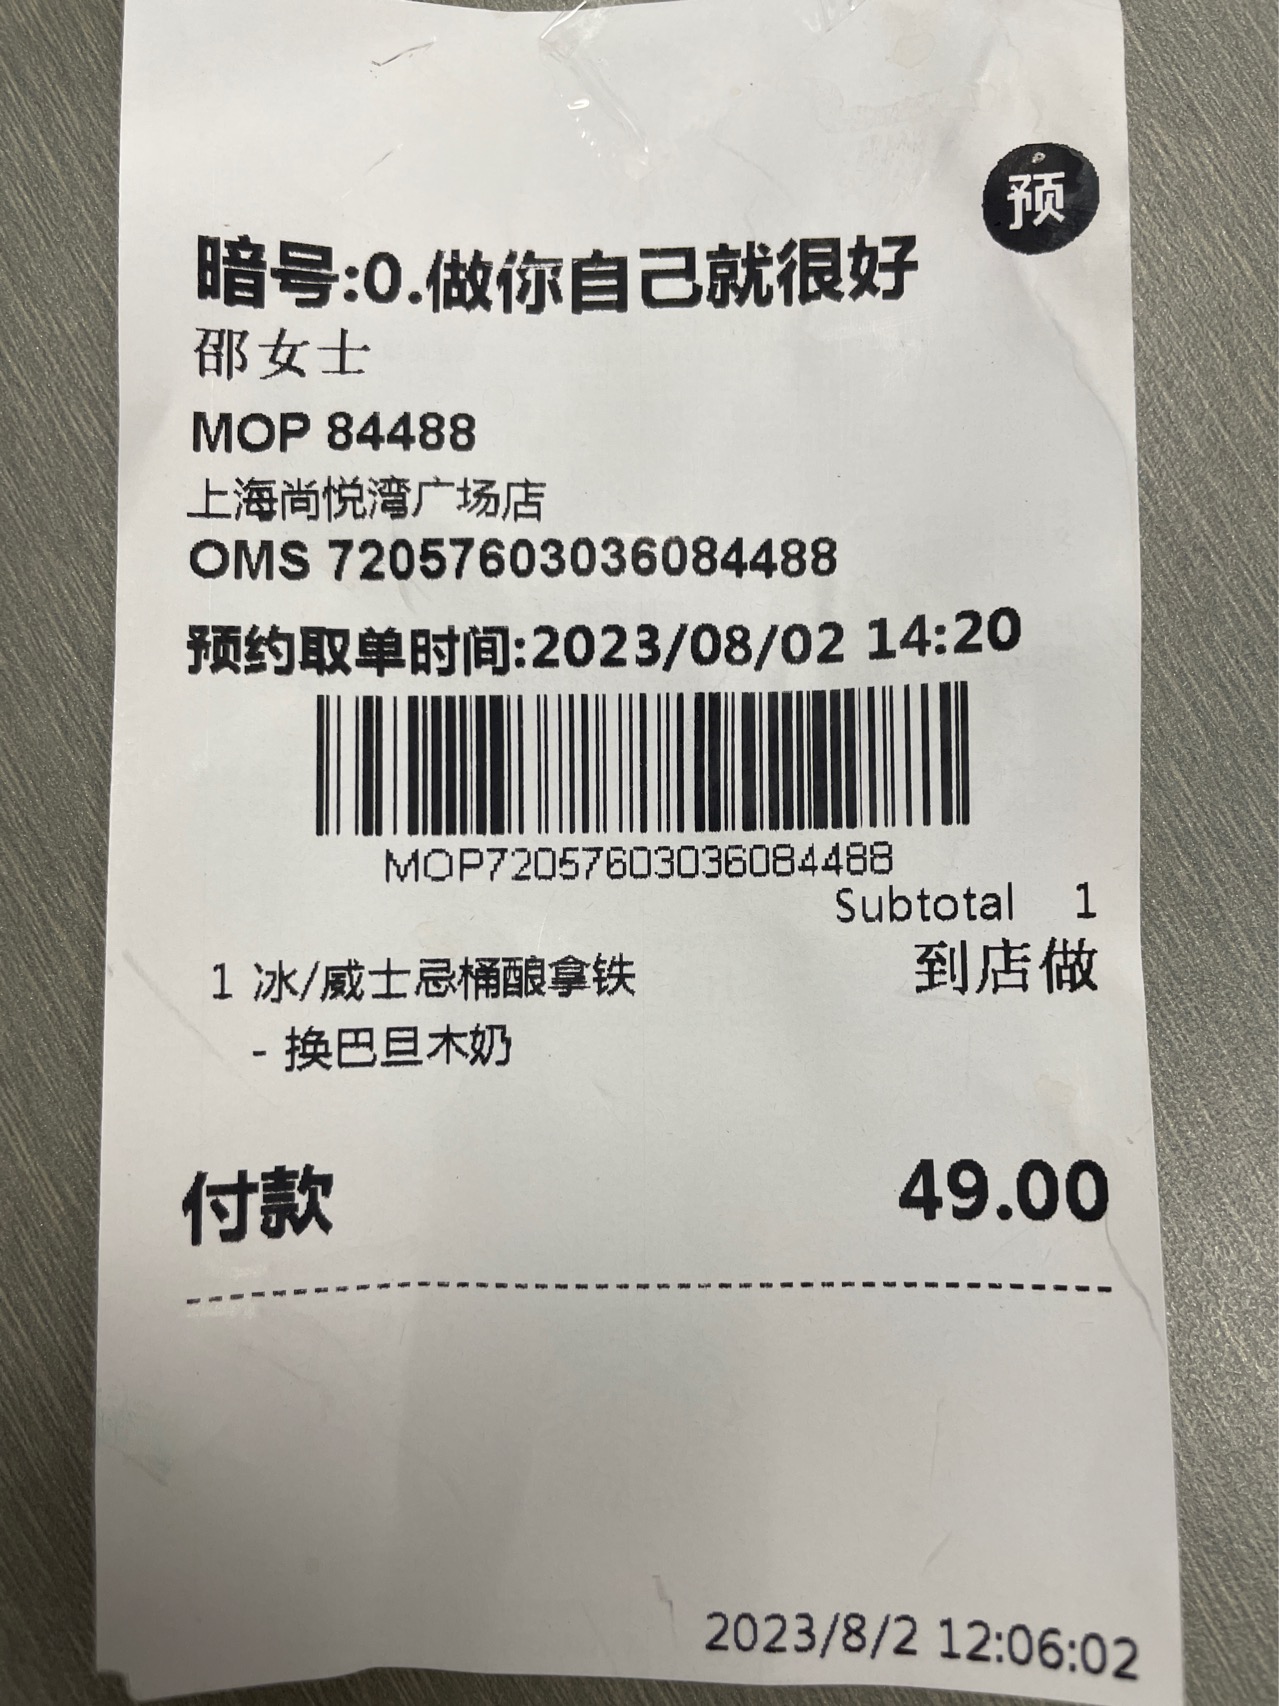 预
暗号:0.做你自己就很好
邵女士
MOP 84488
上海尚悦湾广场店
OMS 72057603036084488
预约取单时间:2023/08/02 14:20
MOP72057603036084488
Subtotal 1
1 冰/威士忌桶酿拿铁 到店做
- 换巴旦木奶
付款 49.00
2023/8/2 12:06:02